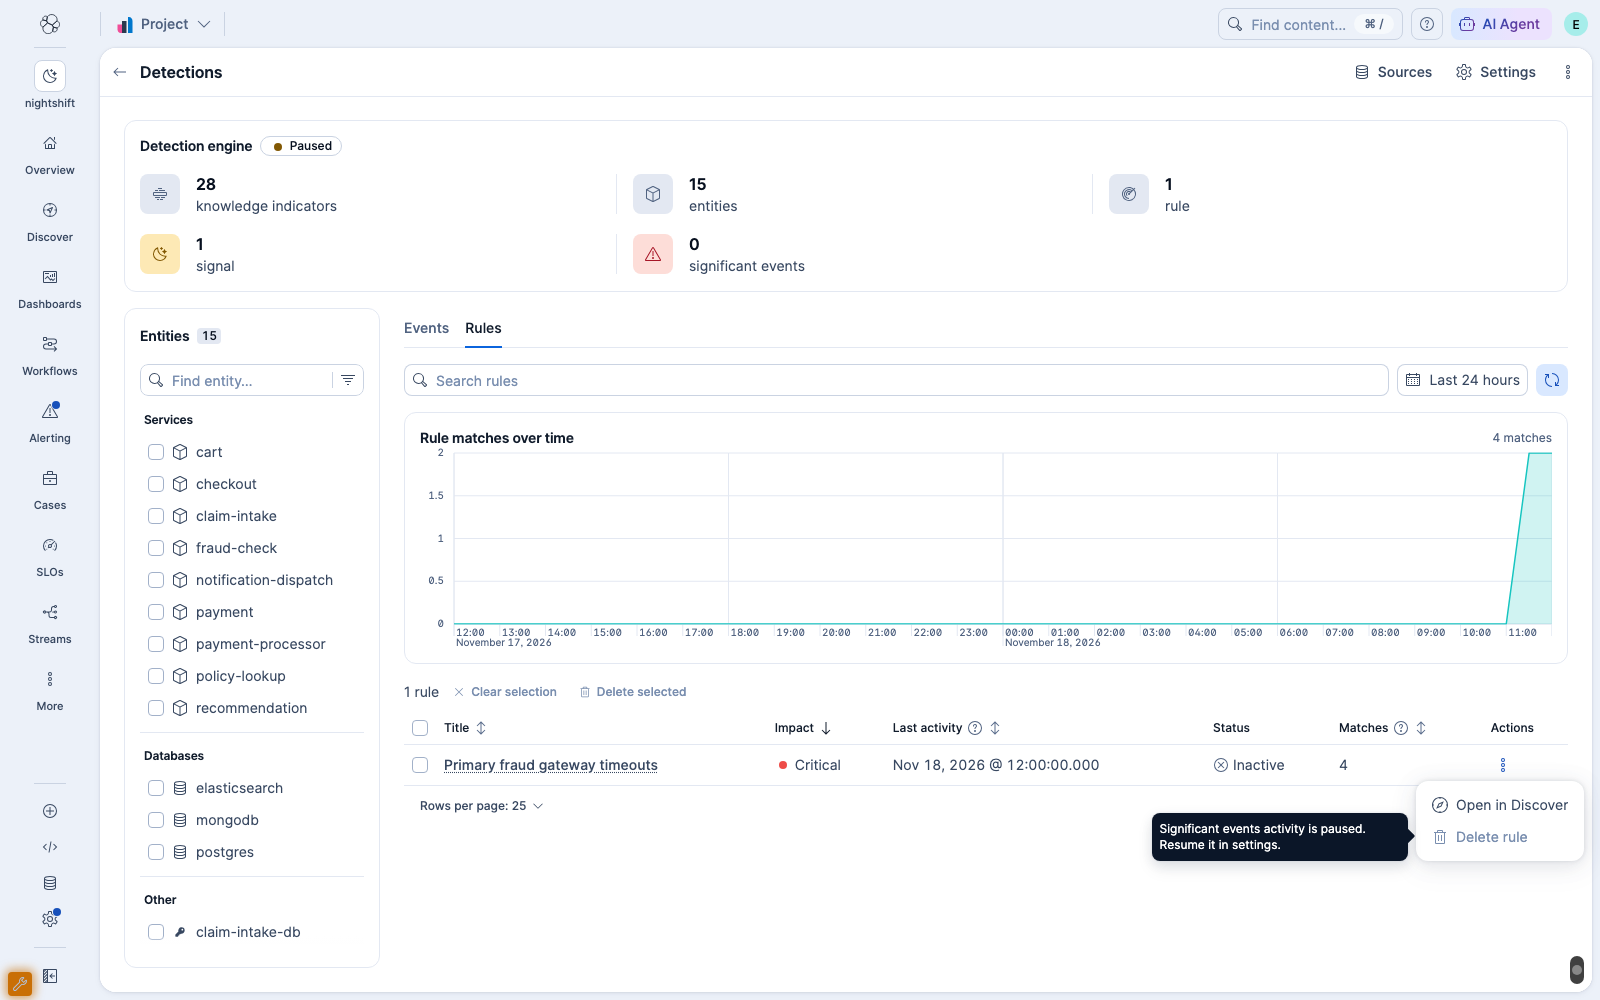 Project
Find content...
⌘ /
AI Agent
E
nightshift
Overview
Discover
Dashboards
Workflows
Alerting
Cases
SLOs
Streams
More
Detections
Sources
Settings
Detection engine
Paused
28
knowledge indicators
15
entities
1
rule
1
signal
0
significant events
Entities 15
Find entity...
Services
cart
checkout
claim-intake
fraud-check
notification-dispatch
payment
payment-processor
policy-lookup
recommendation
Databases
elasticsearch
mongodb
postgres
Other
claim-intake-db
Events Rules
Search rules
Last 24 hours
Rule matches over time
4 matches
2
1.5
1
0.5
0
12:00 13:00 14:00 15:00 16:00 17:00 18:00 19:00 20:00 21:00 22:00 23:00 00:00 01:00 02:00 03:00 04:00 05:00 06:00 07:00 08:00 09:00 10:00 11:00
November 17, 2026 November 18, 2026
1 rule Clear selection Delete selected
Title Impact Last activity Status Matches Actions
Primary fraud gateway timeouts Critical Nov 18, 2026 @ 12:00:00.000 Inactive 4
Rows per page: 25
Open in Discover
Delete rule
Significant events activity is paused.
Resume it in settings.